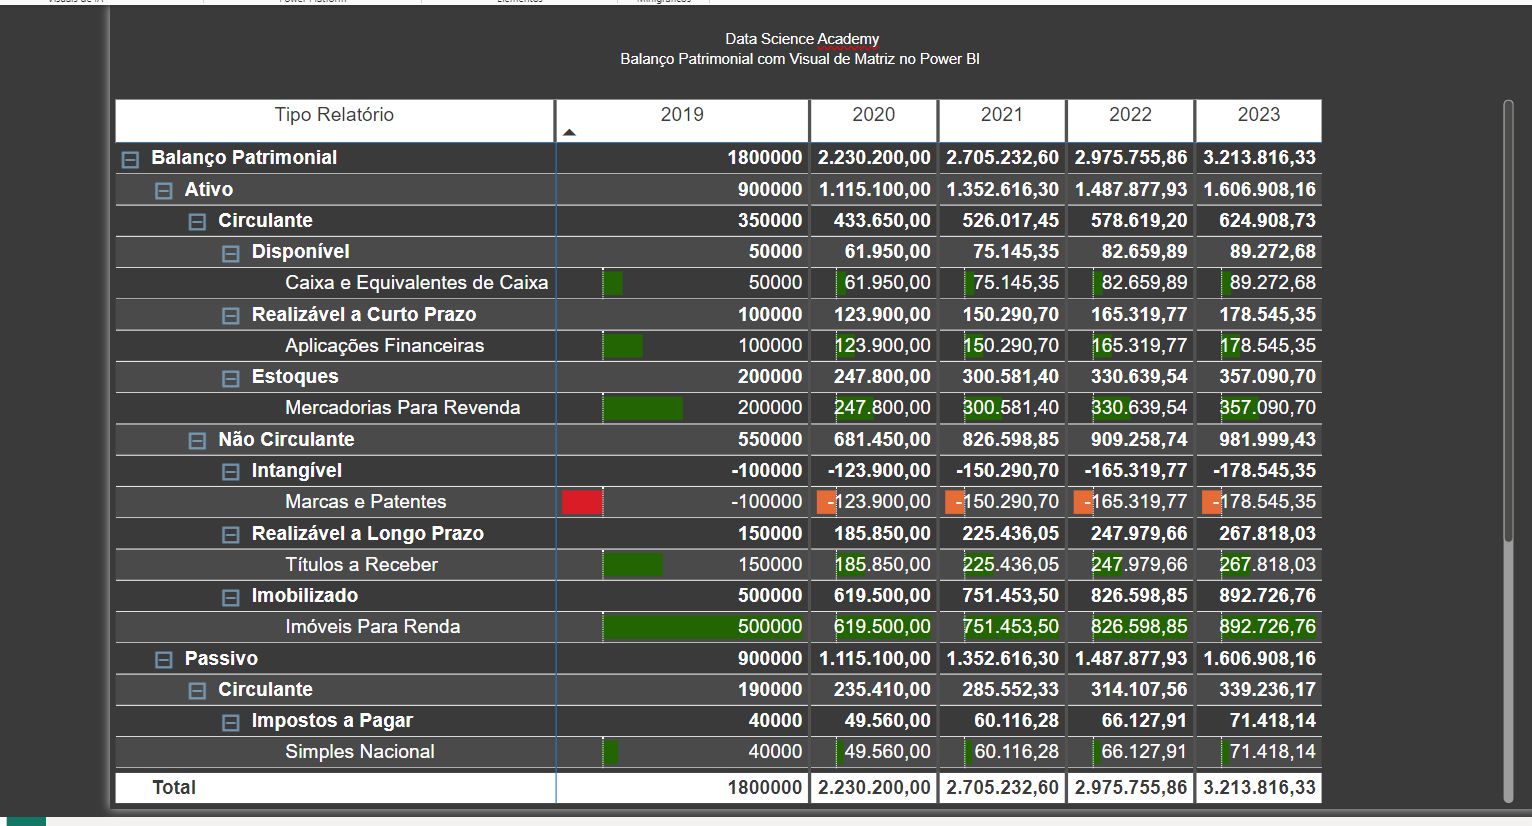 Visuais de IA Power Platform Elementos Minigráficos
Data Science Academy
Balanço Patrimonial com Visual de Matriz no Power BI
Tipo Relatório 2019 2020 2021 2022 2023
Balanço Patrimonial 1800000 2.230.200,00 2.705.232,60 2.975.755,86 3.213.816,33
Ativo 900000 1.115.100,00 1.352.616,30 1.487.877,93 1.606.908,16
Circulante 350000 433.650,00 526.017,45 578.619,20 624.908,73
Disponível 50000 61.950,00 75.145,35 82.659,89 89.272,68
Caixa e Equivalentes de Caixa 50000 61.950,00 75.145,35 82.659,89 89.272,68
Realizável a Curto Prazo 100000 123.900,00 150.290,70 165.319,77 178.545,35
Aplicações Financeiras 100000 123.900,00 150.290,70 165.319,77 178.545,35
Estoques 200000 247.800,00 300.581,40 330.639,54 357.090,70
Mercadorias Para Revenda 200000 247.800,00 300.581,40 330.639,54 357.090,70
Não Circulante 550000 681.450,00 826.598,85 909.258,74 981.999,43
Intangível -100000 -123.900,00 -150.290,70 -165.319,77 -178.545,35
Marcas e Patentes -100000 -123.900,00 -150.290,70 -165.319,77 -178.545,35
Realizável a Longo Prazo 150000 185.850,00 225.436,05 247.979,66 267.818,03
Títulos a Receber 150000 185.850,00 225.436,05 247.979,66 267.818,03
Imobilizado 500000 619.500,00 751.453,50 826.598,85 892.726,76
Imóveis Para Renda 500000 619.500,00 751.453,50 826.598,85 892.726,76
Passivo 900000 1.115.100,00 1.352.616,30 1.487.877,93 1.606.908,16
Circulante 190000 235.410,00 285.552,33 314.107,56 339.236,17
Impostos a Pagar 40000 49.560,00 60.116,28 66.127,91 71.418,14
Simples Nacional 40000 49.560,00 60.116,28 66.127,91 71.418,14
Total 1800000 2.230.200,00 2.705.232,60 2.975.755,86 3.213.816,33